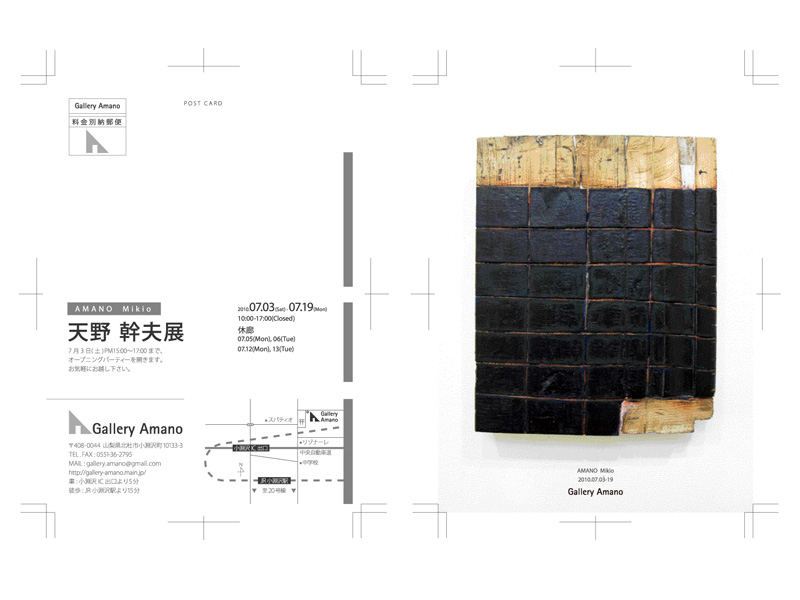 Gallery Amano
料金別納郵便
POST CARD
AMANO Mikio
天野 幹夫展
7月3日(土)PM15:00〜17:00まで、
オープニングパーティーを開きます。
お気軽にお越し下さい。
2010.07.03(Sat)-07.19(Mon)
10:00-17:00(Closed)
休廊
07.05(Mon), 06(Tue)
07.12(Mon), 13(Tue)
Gallery Amano
〒408-0044 山梨県北杜市小淵沢町10133-3
TEL . FAX : 0551-36-2795
MAIL : gallery.amano@gmail.com
http://gallery-amano.main.jp/
車 : 小淵沢 IC 出口より5分
徒歩 : JR 小淵沢駅より15分
スパティオ
Gallery
Amano
リゾナーレ
小淵沢 IC 出口
中央自動車道
中学校
N
JR 小淵沢駅
至20号線
AMANO Mikio
2010.07.03-19
Gallery Amano